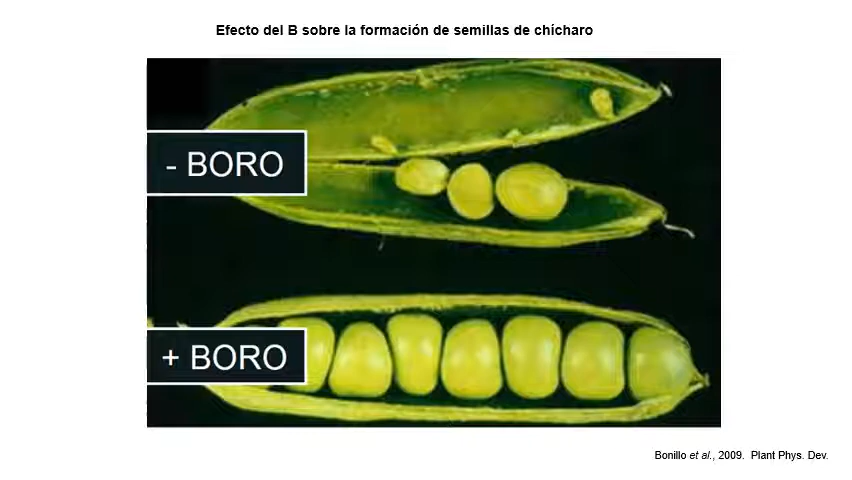 Efecto del B sobre la formación de semillas de chícharo
- BORO
+ BORO
Bonillo et al., 2009. Plant Phys. Dev.